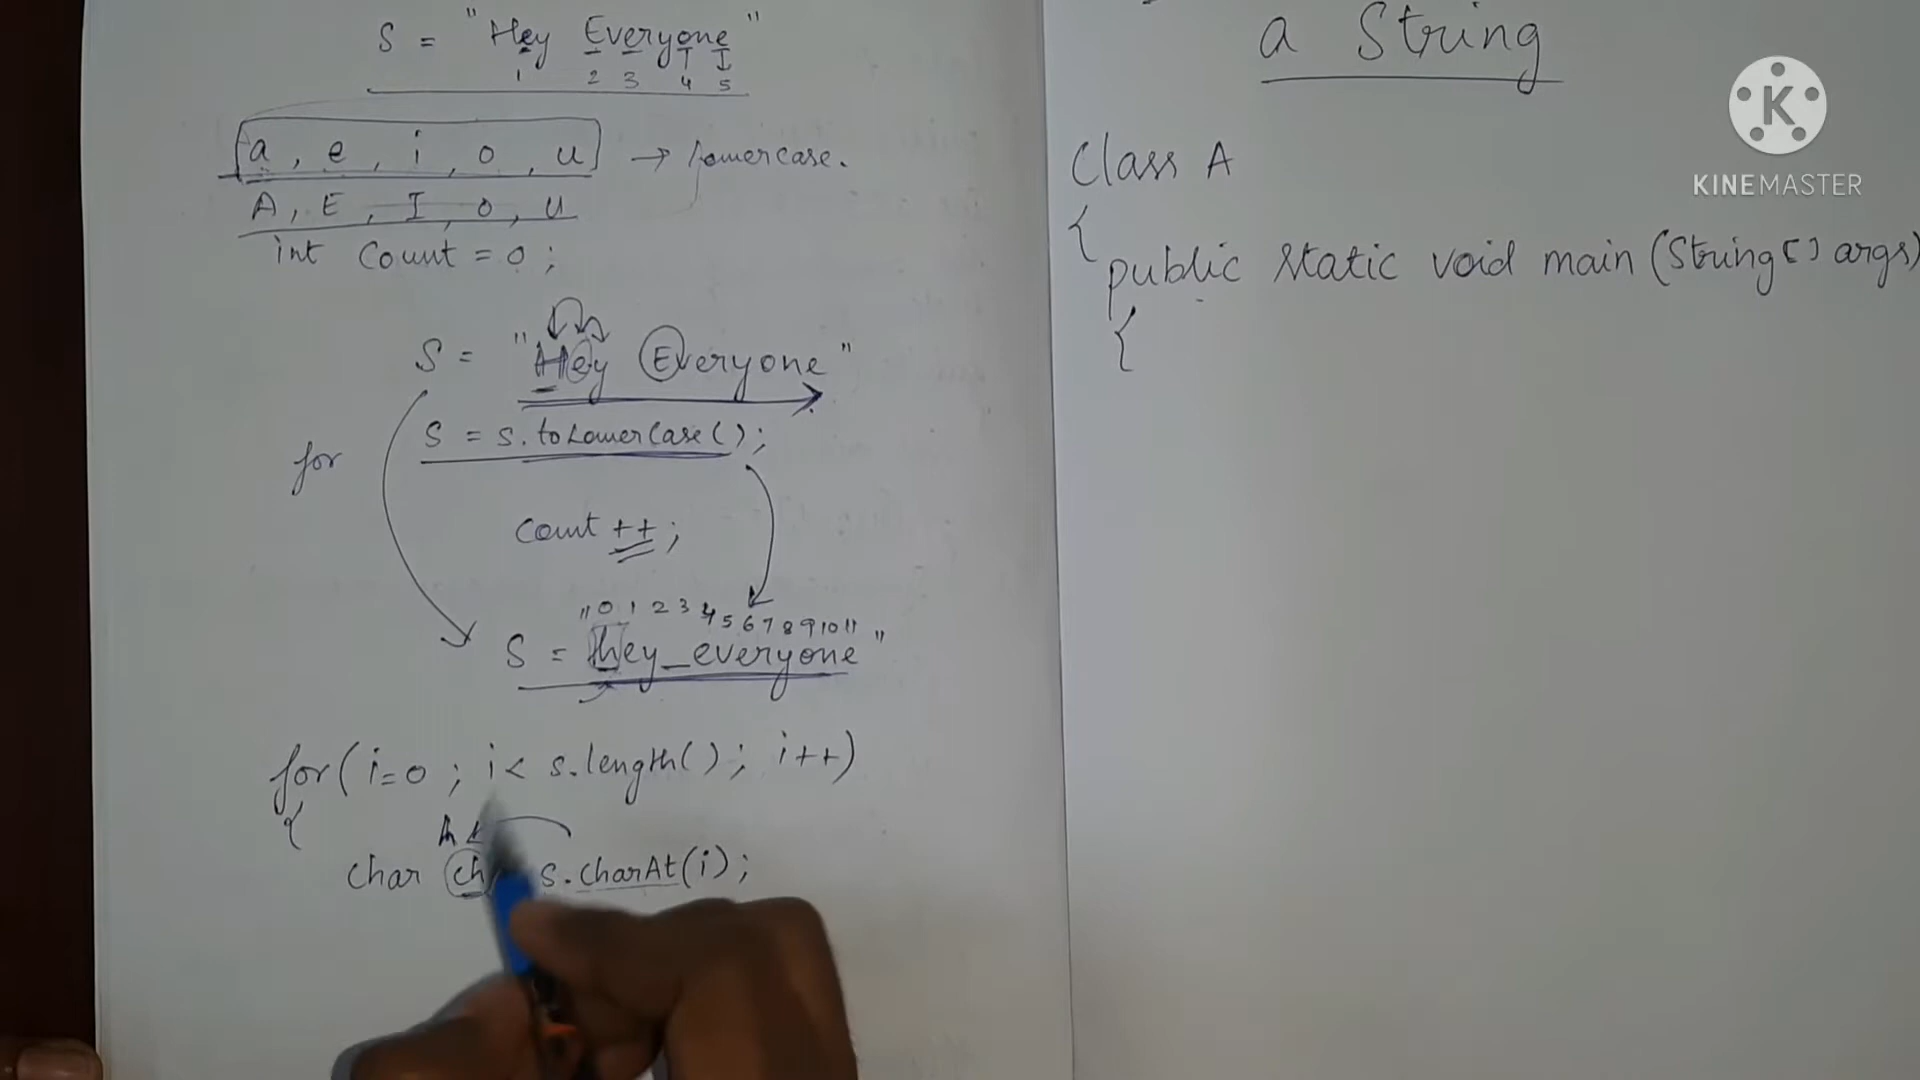 S = "Hey Everyone"
1 2 3 4 5
a, e, i, o, u → lowercase.
A, E, I, o, u
int Count = 0;
S = "Hey Everyone"
for
S = s.toLowerCase();
Count ++;
0 1 2 3 4 5 6 7 8 9 10 11
S = "hey_everyone"
for(i=0; i< s.length(); i++)
{
h
char ch s.charAt(i);
a String
Class A
{
public static void main(String[] args)
{
K
KINEMASTER